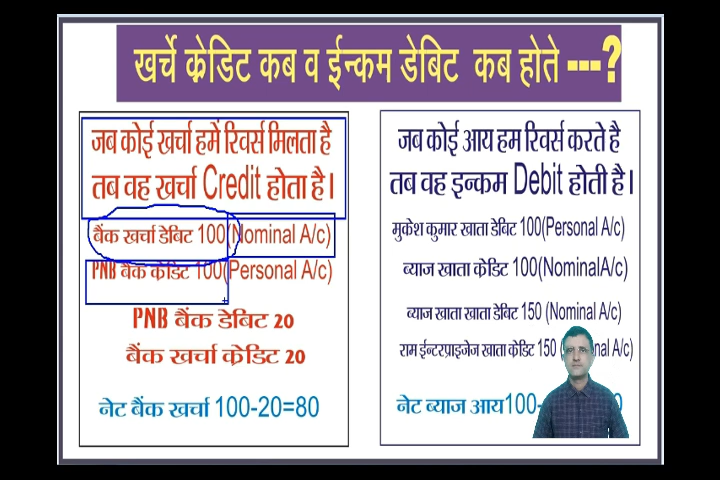 खर्चे क्रेडिट कब व ईन्कम डेबिट कब होते ---?
जब कोई खर्चा हमें रिवर्स मिलता है
तब वह खर्चा Credit होता है।
बैंक खर्चा डेबिट 100(Nominal A/c)
PNB बैंक क्रेडिट 100(Personal A/c)
PNB बैंक डेबिट 20
बैंक खर्चा क्रेडिट 20
नेट बैंक खर्चा 100-20=80
जब कोई आय हम रिवर्स करते है
तब वह इन्कम Debit होती है।
मुकेश कुमार खाता डेबिट 100(Personal A/c)
ब्याज खाता क्रेडिट 100(NominalA/c)
ब्याज खाता खाता डेबिट 150 (Nominal A/c)
राम ईन्टरप्राइजेज खाता क्रेडिट 150 A/c)
नेट ब्याज आय100-